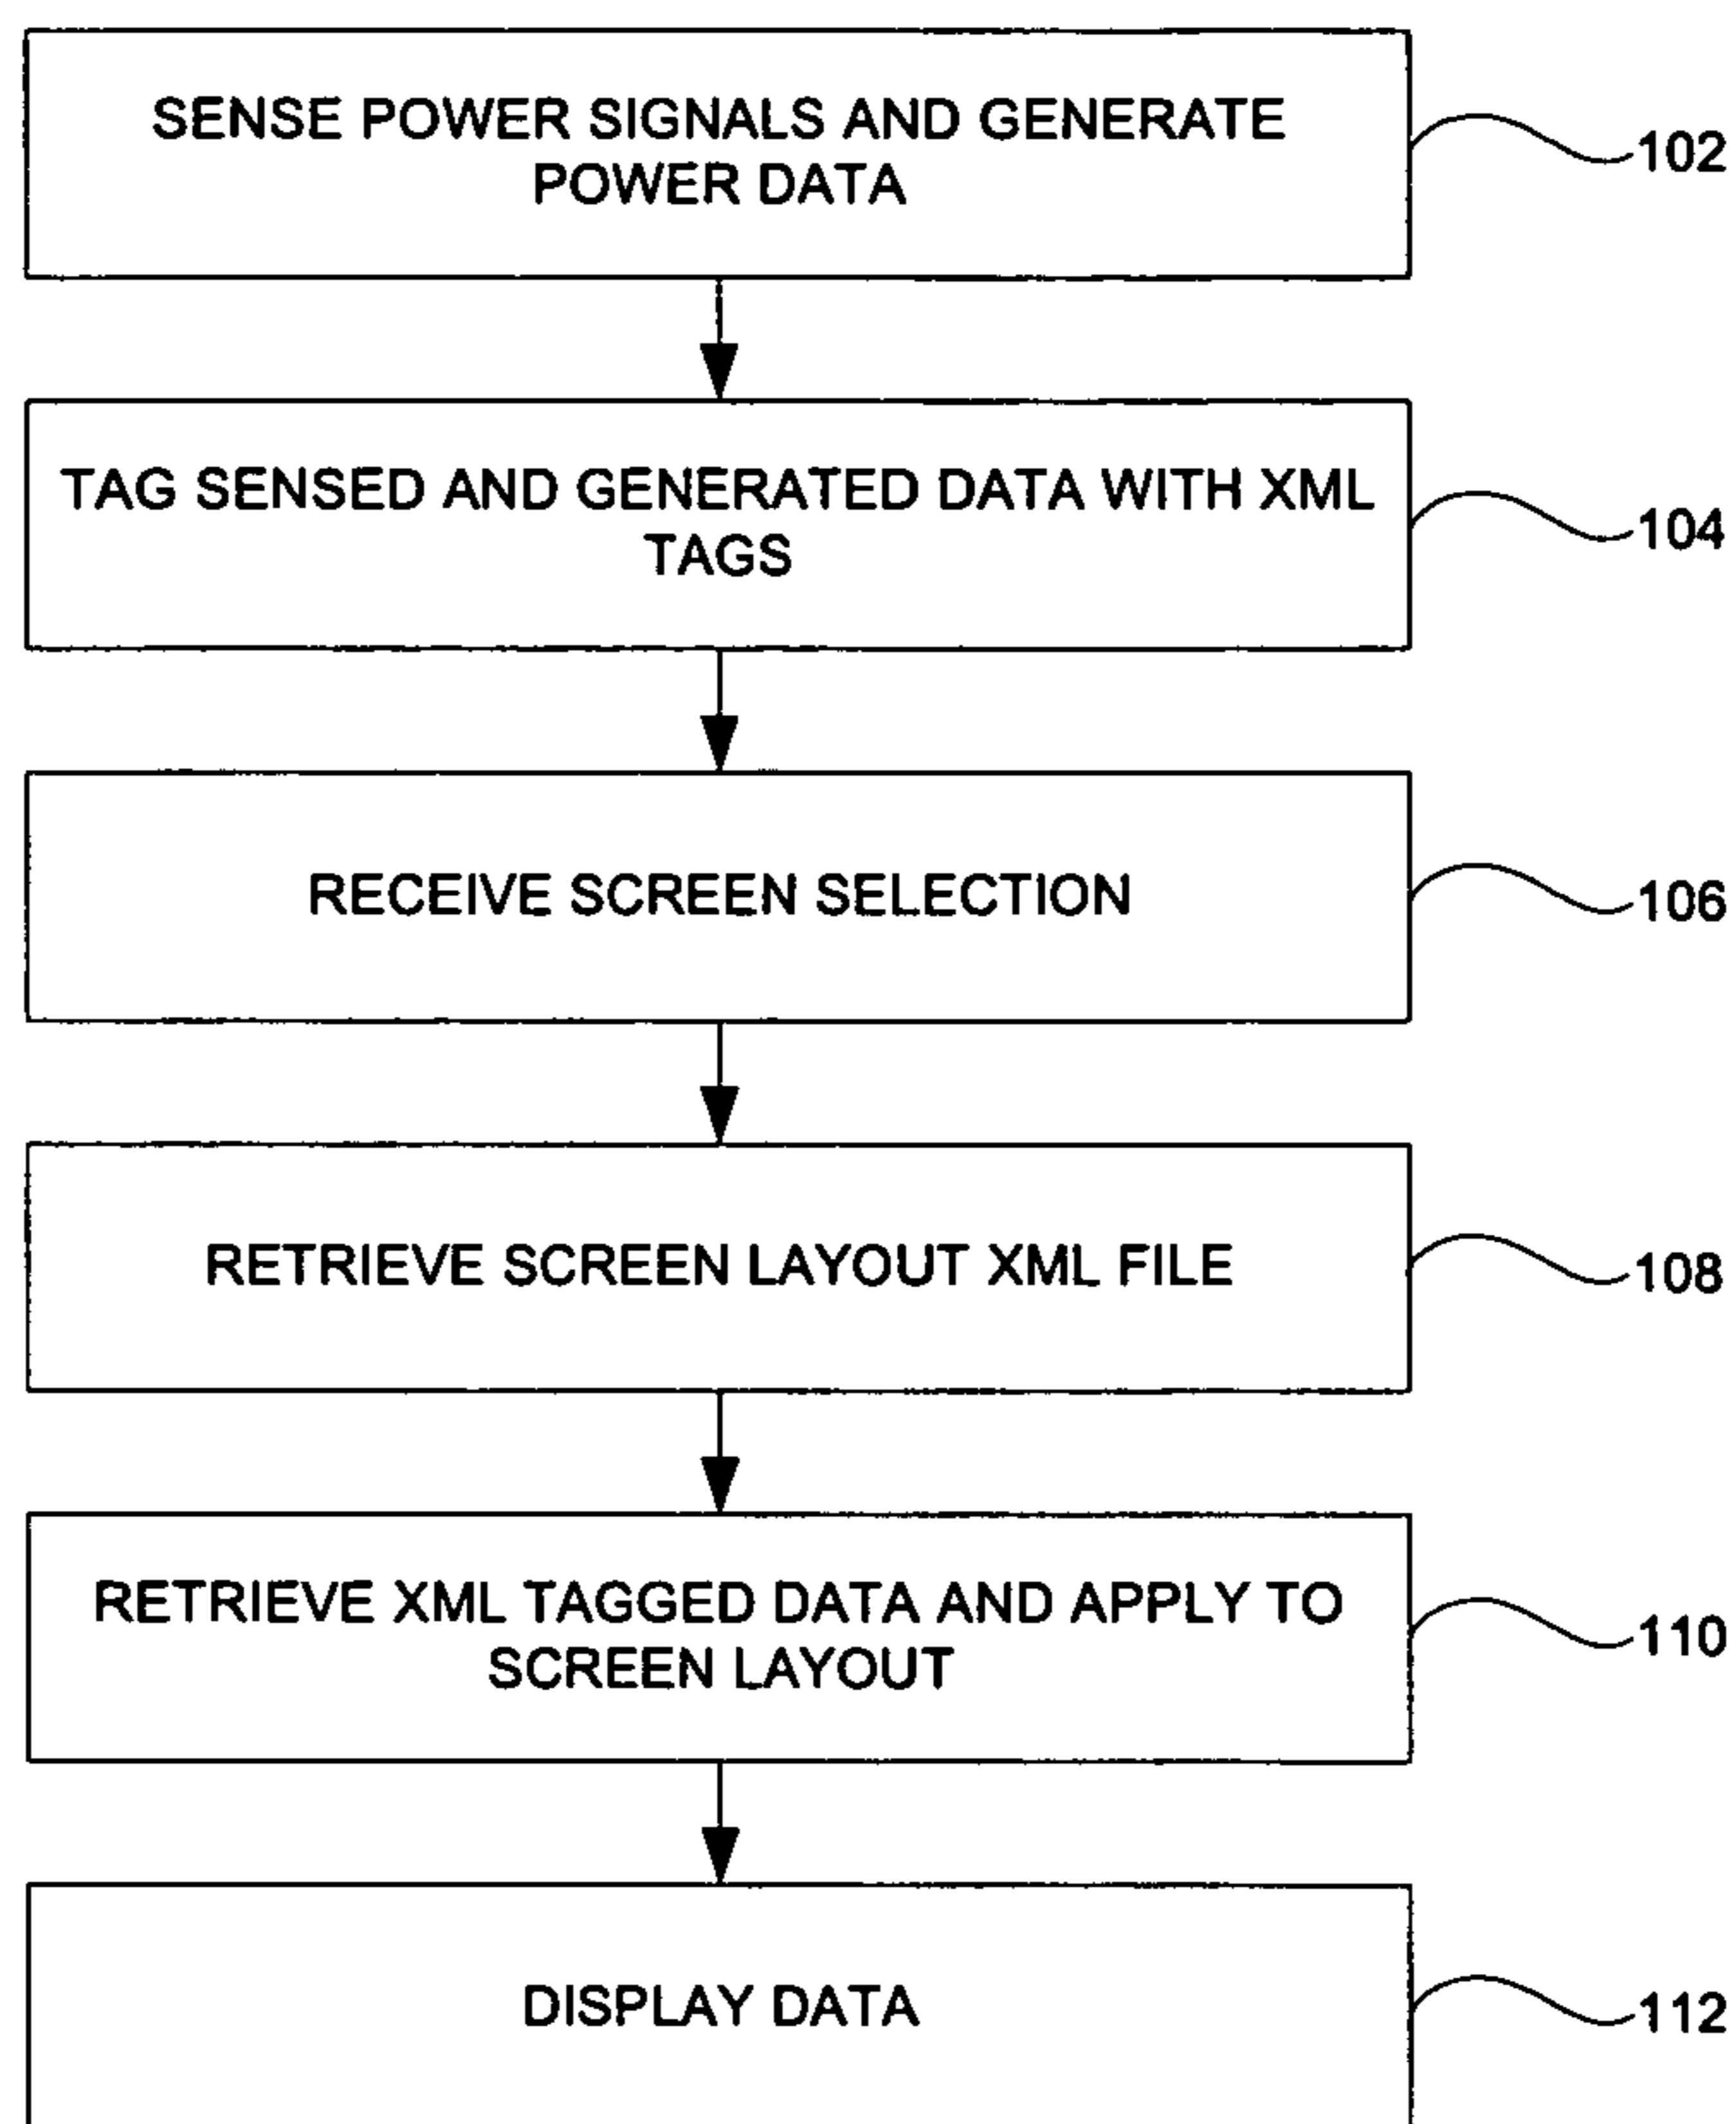 SENSE POWER SIGNALS AND GENERATE
POWER DATA
102
TAG SENSED AND GENERATED DATA WITH XML
TAGS
104
RECEIVE SCREEN SELECTION
106
RETRIEVE SCREEN LAYOUT XML FILE
108
RETRIEVE XML TAGGED DATA AND APPLY TO
SCREEN LAYOUT
110
DISPLAY DATA
112